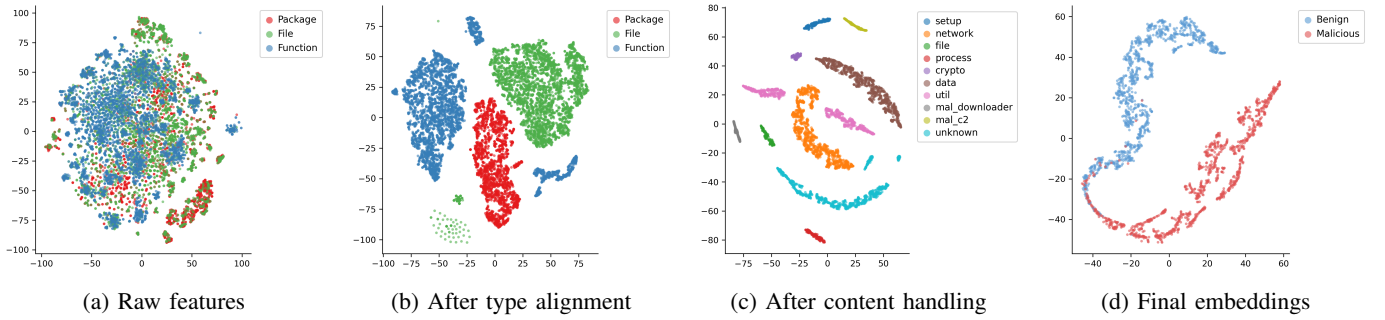 Package
File
Function
100
75
50
25
0
−25
−50
−75
−100
−100
−50
0
50
100
(a) Raw features
Package
File
Function
75
50
25
0
−25
−50
−75
−100
−100
−75
−50
−25
0
25
50
75
(b) After type alignment
setup
network
file
process
crypto
data
util
mal_downloader
mal_c2
unknown
80
60
40
20
0
−20
−40
−60
−80
−75
−50
−25
0
25
50
(c) After content handling
Benign
Malicious
60
40
20
0
−20
−40
−40
−20
0
20
40
60
(d) Final embeddings